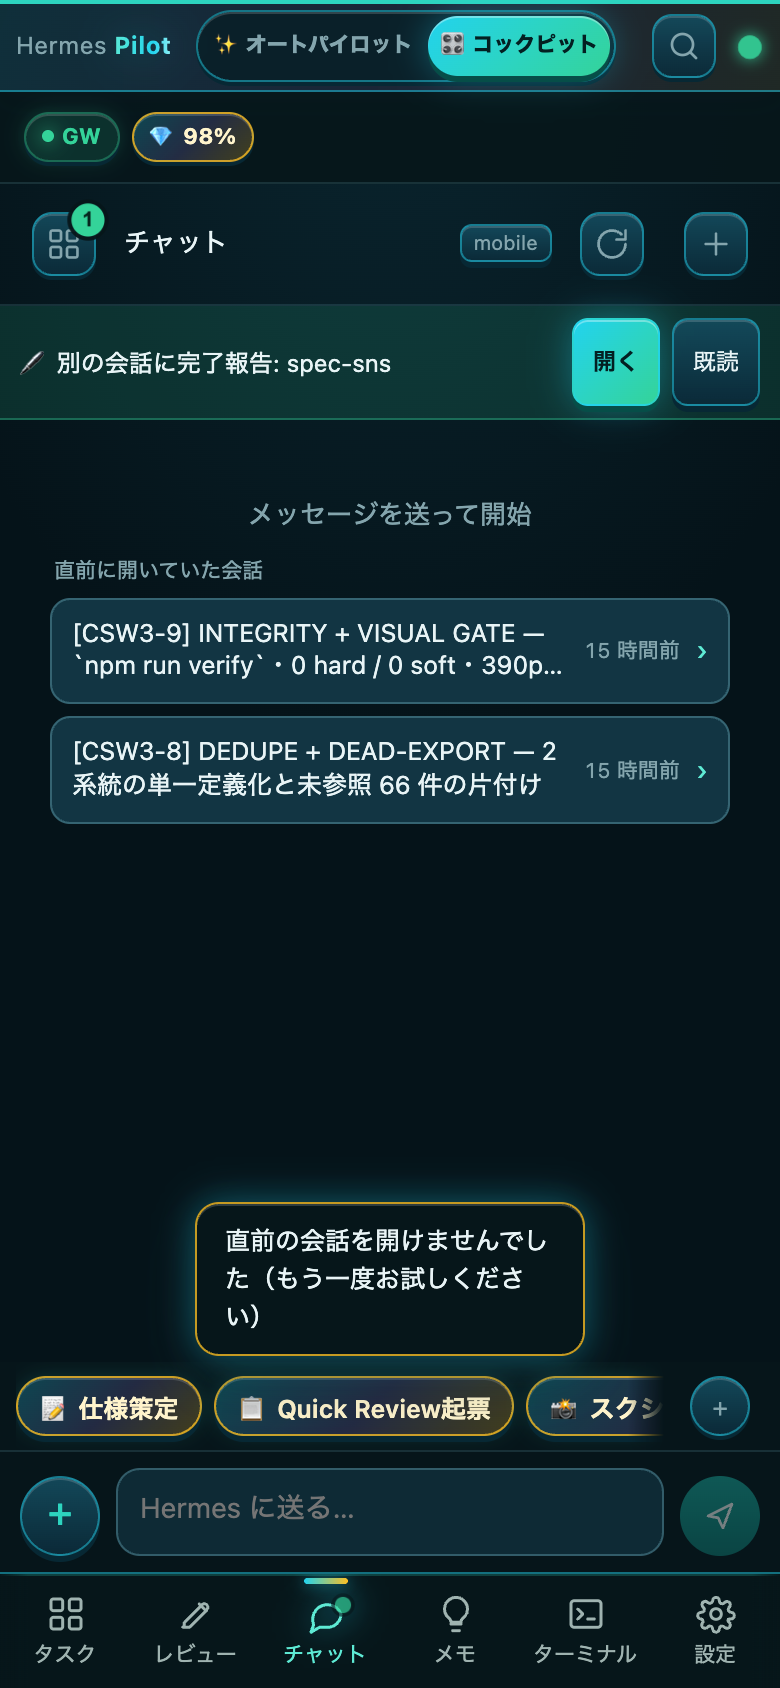 Hermes Pilot
✨ オートパイロット
🎛️ コックピット
GW
💎 98%
1
チャット
mobile
別の会話に完了報告: spec-sns
開く
既読
メッセージを送って開始
直前に開いていた会話
[CSW3-9] INTEGRITY + VISUAL GATE —
`npm run verify`・0 hard / 0 soft・390p…
15 時間前
[CSW3-8] DEDUPE + DEAD-EXPORT — 2
系統の単一定義化と未参照 66 件の片付け
15 時間前
直前の会話を開けませんでし
た（もう一度お試しくださ
い）
📝 仕様策定
📋 Quick Review起票
📸 スクシ
+
+
Hermes に送る…
タスク
レビュー
チャット
メモ
ターミナル
設定